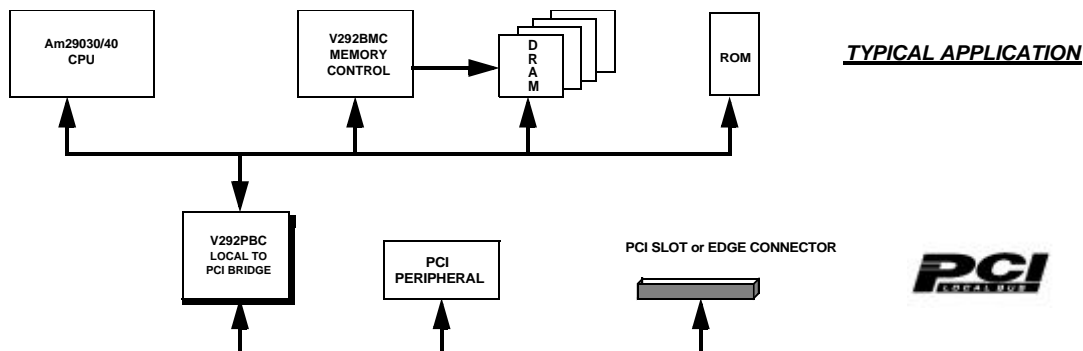 Am29030/40
CPU
V292BMC
MEMORY
CONTROL
D
R
A
M
ROM
TYPICAL APPLICATION
V292PBC
LOCAL TO
PCI BRIDGE
PCI
PERIPHERAL
PCI SLOT or EDGE CONNECTOR
PCI
LOCAL BUS